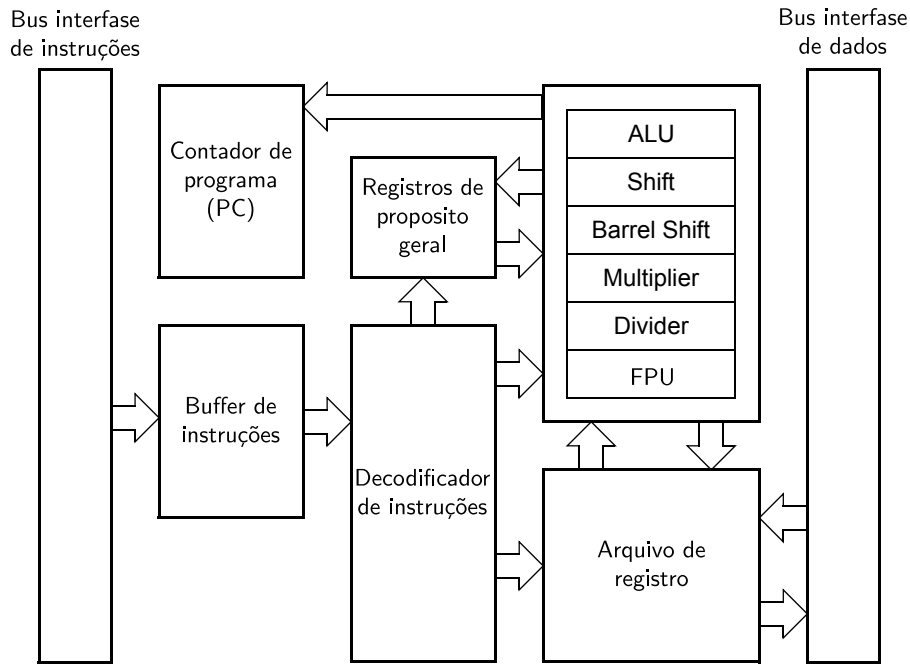 Bus interfase
de instruções
Bus interfase
de dados
Contador de
programa
(PC)
Registros de
proposito
geral
ALU
Shift
Barrel Shift
Multiplier
Divider
FPU
Buffer de
instruções
Decodificador
de instruções
Arquivo de
registro